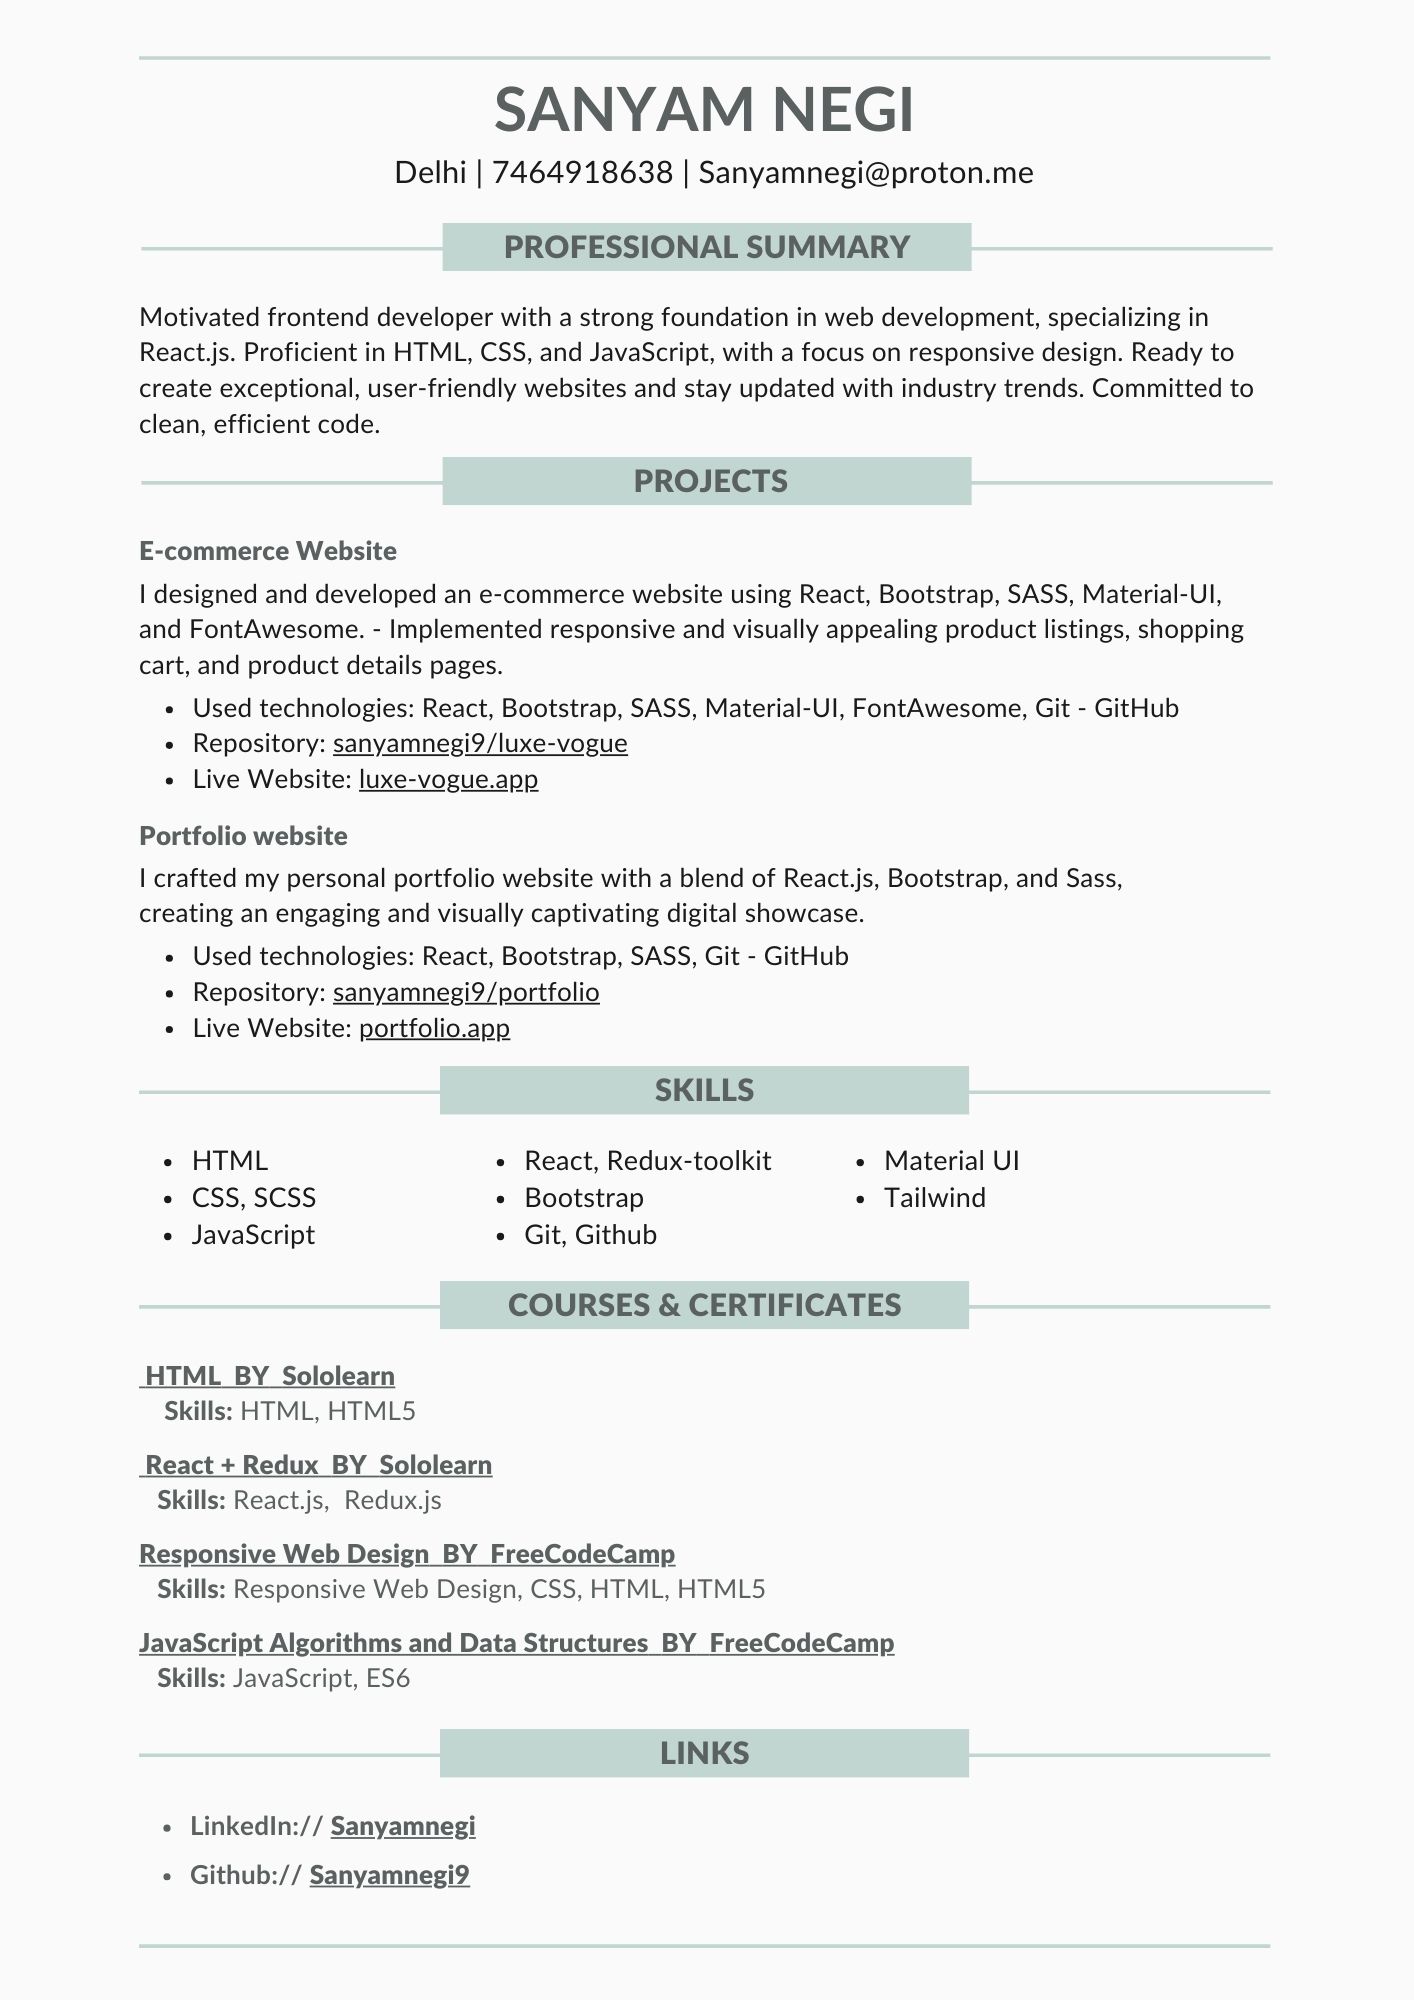 SANYAM NEGI
Delhi | 7464918638 | Sanyamnegi@proton.me
PROFESSIONAL SUMMARY
Motivated frontend developer with a strong foundation in web development, specializing in
React.js. Proficient in HTML, CSS, and JavaScript, with a focus on responsive design. Ready to
create exceptional, user-friendly websites and stay updated with industry trends. Committed to
clean, efficient code.
PROJECTS
E-commerce Website
I designed and developed an e-commerce website using React, Bootstrap, SASS, Material-UI,
and FontAwesome. - Implemented responsive and visually appealing product listings, shopping
cart, and product details pages.
• Used technologies: React, Bootstrap, SASS, Material-UI, FontAwesome, Git - GitHub
• Repository: sanyamnegi9/luxe-vogue
• Live Website: luxe-vogue.app
Portfolio website
I crafted my personal portfolio website with a blend of React.js, Bootstrap, and Sass,
creating an engaging and visually captivating digital showcase.
• Used technologies: React, Bootstrap, SASS, Git - GitHub
• Repository: sanyamnegi9/portfolio
• Live Website: portfolio.app
SKILLS
• HTML
• CSS, SCSS
• JavaScript
• React, Redux-toolkit
• Bootstrap
• Git, Github
• Material UI
• Tailwind
COURSES & CERTIFICATES
HTML BY Sololearn
Skills: HTML, HTML5
React + Redux BY Sololearn
Skills: React.js, Redux.js
Responsive Web Design BY FreeCodeCamp
Skills: Responsive Web Design, CSS, HTML, HTML5
JavaScript Algorithms and Data Structures BY FreeCodeCamp
Skills: JavaScript, ES6
LINKS
• LinkedIn:// Sanyamnegi
• Github:// Sanyamnegi9